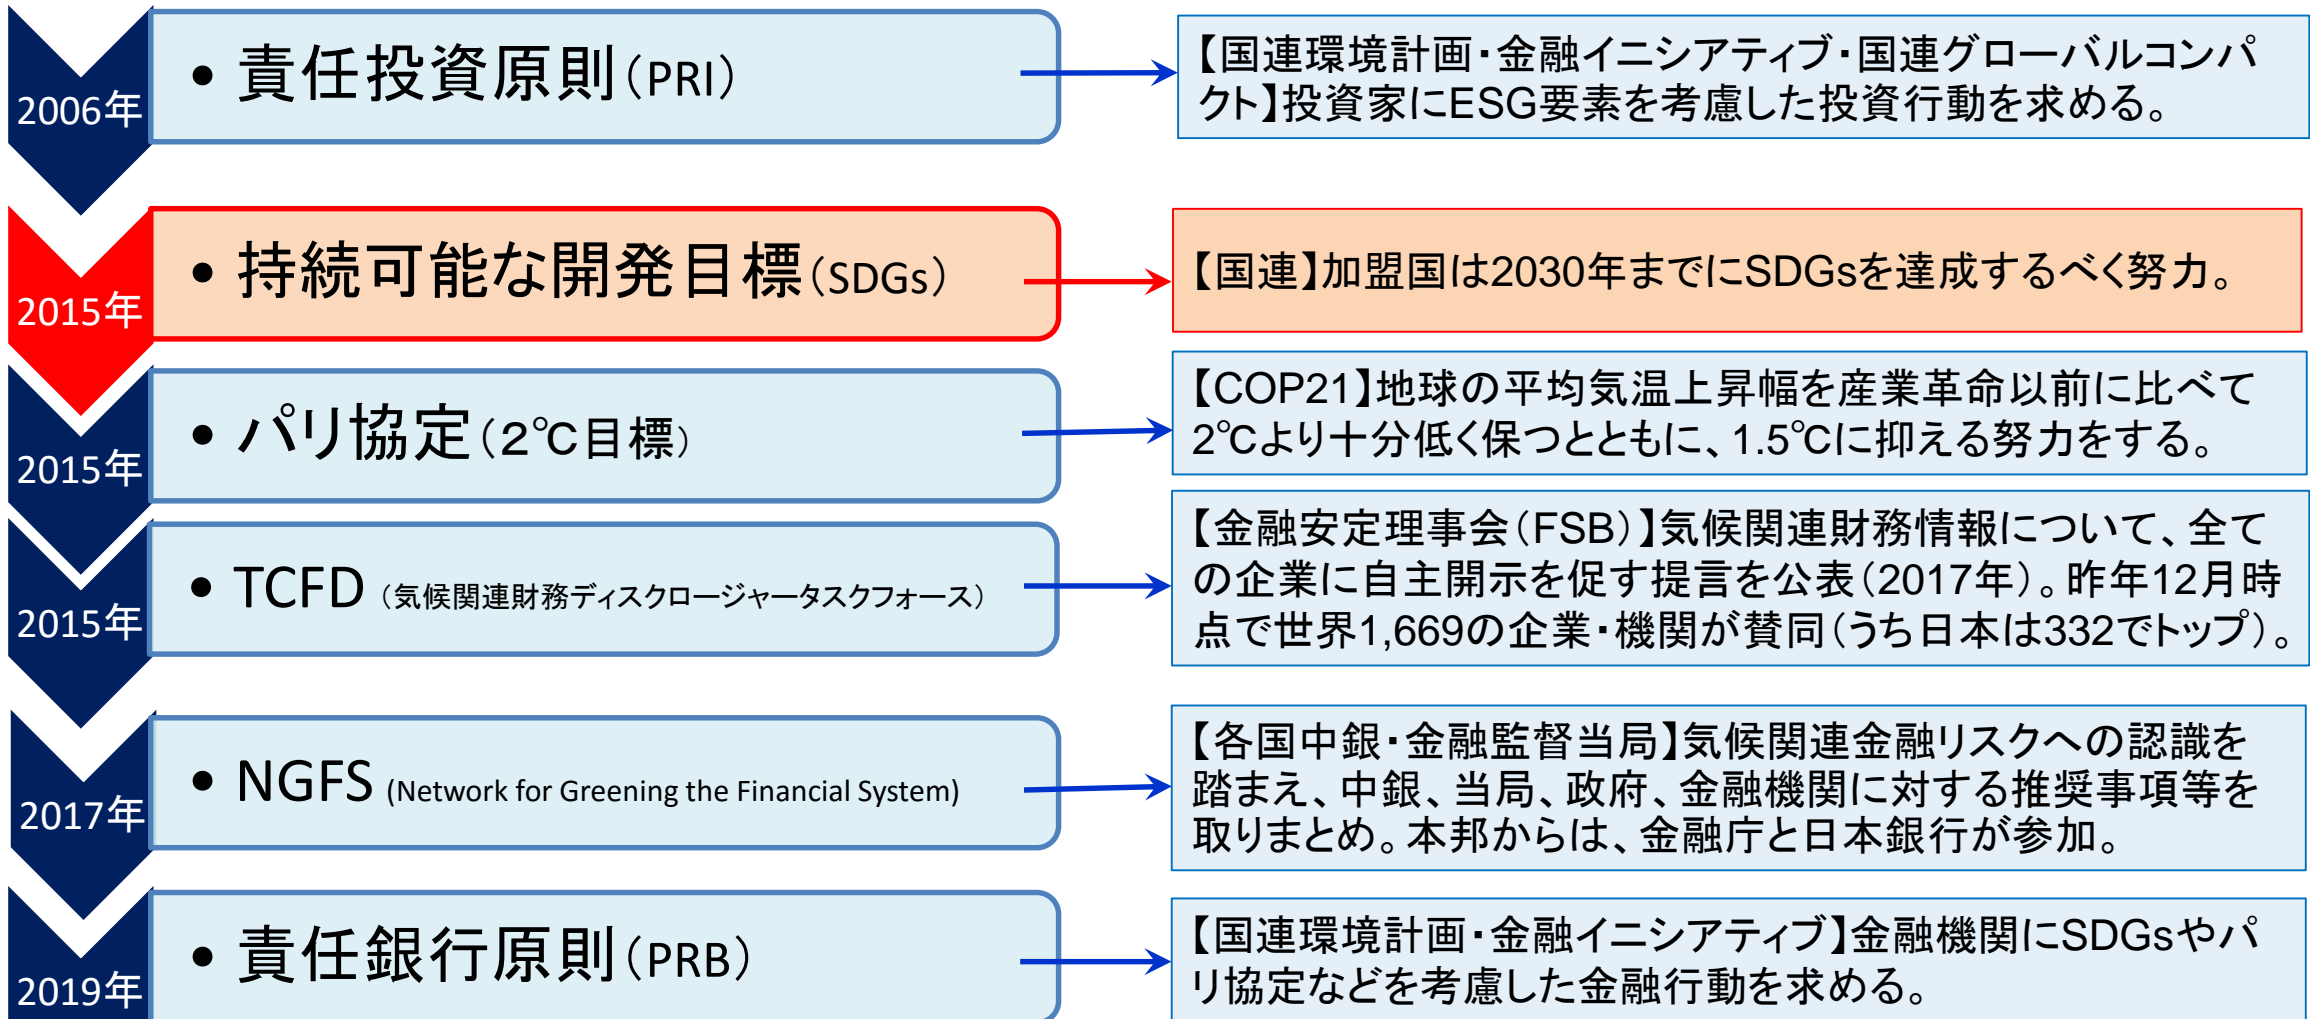 2006年
• 責任投資原則（PRI）
【国連環境計画・金融イニシアティブ・国連グローバルコンパ
クト】投資家にESG要素を考慮した投資行動を求める。
2015年
• 持続可能な開発目標（SDGs）
【国連】加盟国は2030年までにSDGsを達成するべく努力。
2015年
• パリ協定（２℃目標）
【COP21】地球の平均気温上昇幅を産業革命以前に比べて
2℃より十分低く保つとともに、1.5℃に抑える努力をする。
2015年
• TCFD（気候関連財務ディスクロージャータスクフォース）
【金融安定理事会（FSB）】気候関連財務情報について、全て
の企業に自主開示を促す提言を公表（2017年）。昨年12月時
点で世界1,669の企業・機関が賛同（うち日本は332でトップ）。
2017年
• NGFS (Network for Greening the Financial System)
【各国中銀・金融監督当局】気候関連金融リスクへの認識を
踏まえ、中銀、当局、政府、金融機関に対する推奨事項等を
取りまとめ。本邦からは、金融庁と日本銀行が参加。
2019年
• 責任銀行原則（PRB）
【国連環境計画・金融イニシアティブ】金融機関にSDGsやパ
リ協定などを考慮した金融行動を求める。